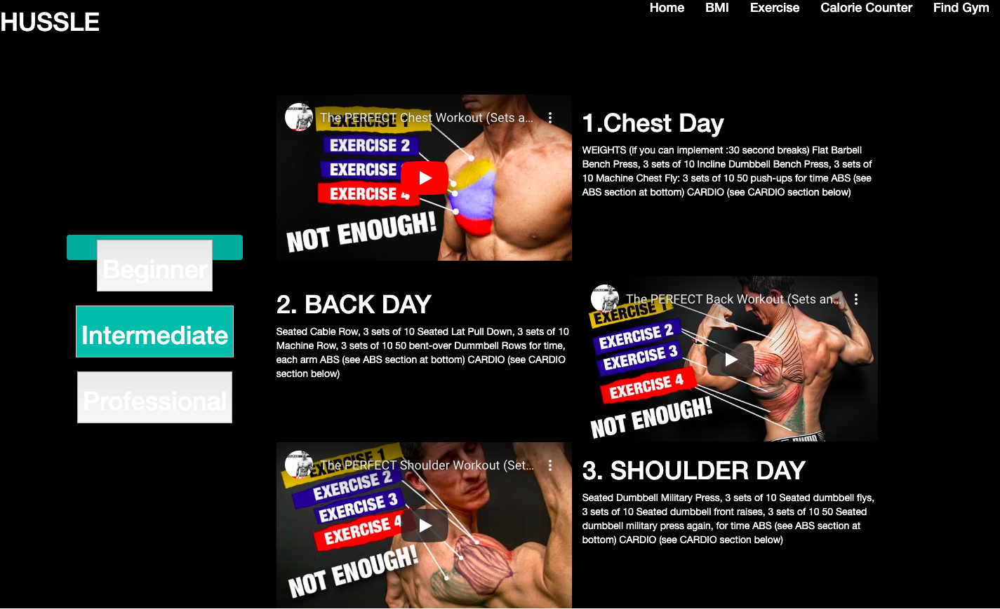 HUSSLE
Home BMI Exercise Calorie Counter Find Gym
The PERFECT Chest Workout (Sets a...
EXERCISE 1
EXERCISE 2
EXERCISE
EXERCISE 4
NOT ENOUGH!
1.Chest Day
WEIGHTS (if you can implement :30 second breaks) Flat Barbell
Bench Press, 3 sets of 10 Incline Dumbbell Bench Press, 3 sets of
10 Machine Chest Fly: 3 sets of 10 50 push-ups for time ABS (see
ABS section at bottom) CARDIO (see CARDIO section below)
Beginner
Intermediate
Professional
2. BACK DAY
Seated Cable Row, 3 sets of 10 Seated Lat Pull Down, 3 sets of 10
Machine Row, 3 sets of 10 50 bent-over Dummbell Rows for time,
each arm ABS (see ABS section at bottom) CARDIO (see CARDIO
section below)
The PERFECT Back Workout (Sets an...
EXERCISE 1
EXERCISE 2
EXERCISE 3
EXERCISE 4
NOT ENOUGH!
PUMA
The PERFECT Shoulder Workout (Set...
EXERCISE 1
EXERCISE 2
EXERCISE 3
EXERCISE 4
NOT ENOUGH!
3. SHOULDER DAY
Seated Dumbbell Military Press, 3 sets of 10 Seated dumbbell flys,
3 sets of 10 Seated dumbbell front raises, 3 sets of 10 50 Seated
dumbbell military press again, for time ABS (see ABS section at
bottom) CARDIO (see CARDIO section below)